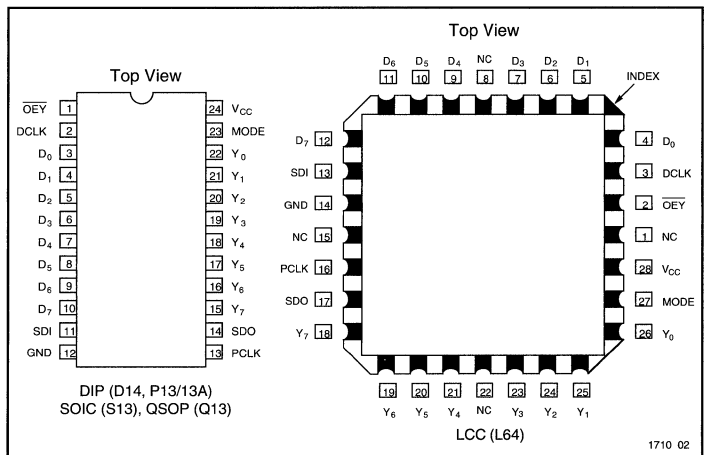 Top View
OEY 1 24 VCC
DCLK 2 23 MODE
D0 3 22 Y0
D1 4 21 Y1
D2 5 20 Y2
D3 6 19 Y3
D4 7 18 Y4
D5 8 17 Y5
D6 9 16 Y6
D7 10 15 Y7
SDI 11 14 SDO
GND 12 13 PCLK
DIP (D14, P13/13A)
SOIC (S13), QSOP (Q13)
Top View
D6 D5 D4 NC D3 D2 D1
11 10 9 8 7 6 5
INDEX
D7 12 4 D0
SDI 13 3 DCLK
GND 14 2 OEY
NC 15 1 NC
PCLK 16 28 VCC
SDO 17 27 MODE
Y7 18 26 Y0
19 20 21 22 23 24 25
Y6 Y5 Y4 NC Y3 Y2 Y1
LCC (L64)
1710 02